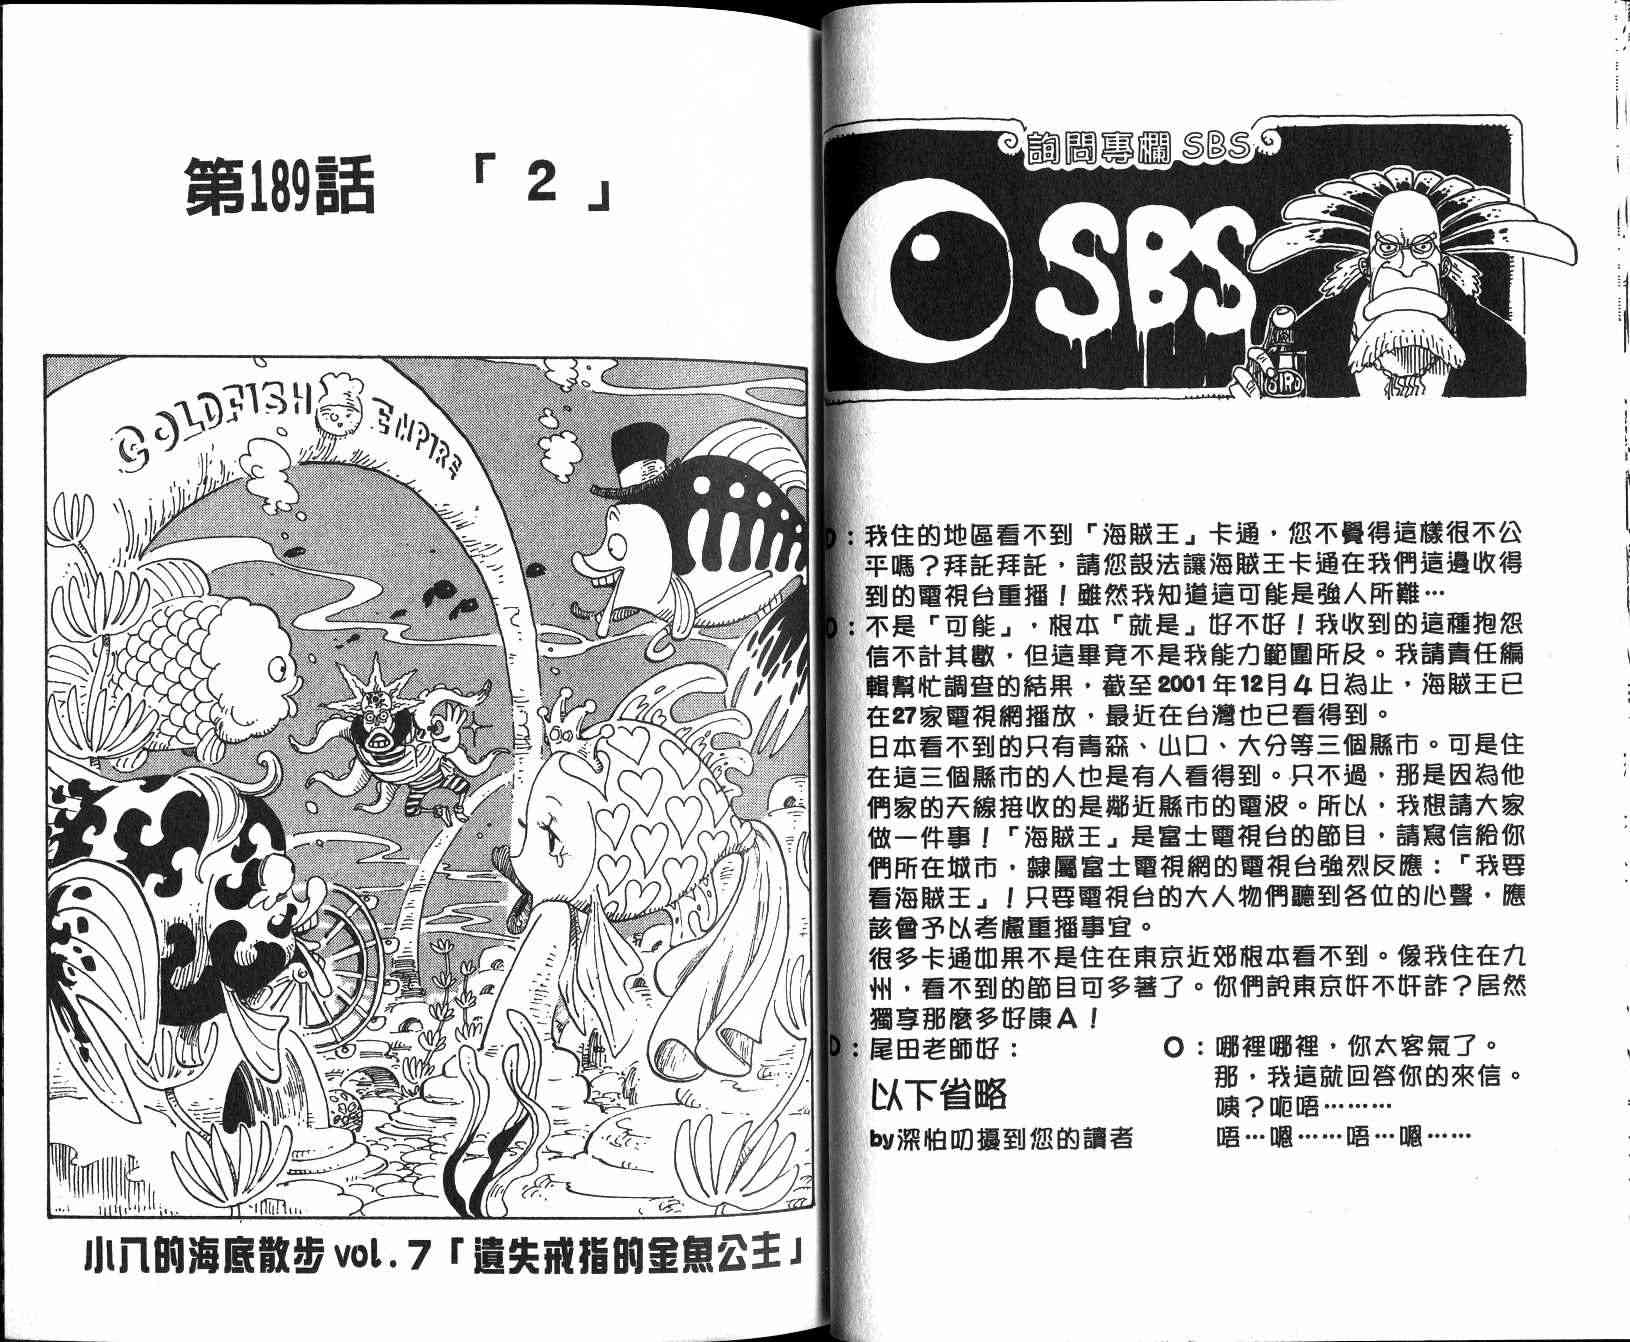 詢問專欄 SBS
SBS
D：我住的地區看不到「海賊王」卡通，您不覺得這樣很不公
平嗎？拜託拜託，請您設法讓海賊王卡通在我們這邊收得
到的電視台重播！雖然我知道這可能是強人所難…
O：不是「可能」，根本「就是」好不好！我收到的這種抱怨
信不計其數，但這畢竟不是我能力範圍所及。我請責任編
輯幫忙調查的結果，截至2001年12月4日為止，海賊王已
在27家電視網播放，最近在台灣也已看得到。
日本看不到的只有青森、山口、大分等三個縣市。可是住
在這三個縣市的人也是有人看得到。只不過，那是因為他
們家的天線接收的是鄰近縣市的電波。所以，我想請大家
做一件事！「海賊王」是富士電視台的節目，請寫信給你
們所在城市，隸屬富士電視網的電視台強烈反應：「我要
看海賊王」！只要電視台的大人物們聽到各位的心聲，應
該會予以考慮重播事宜。
很多卡通如果不是住在東京近郊根本看不到。像我住在九
州，看不到的節目可多著了。你們說東京奸不奸詐？居然
獨享那麼多好康A！
D：尾田老師好：
以下省略
by深怕叨擾到您的讀者
O：哪裡哪裡，你太客氣了。
那，我這就回答你的來信。
咦？呃唔………
唔…嗯……唔…嗯……
第189話 「2」
GOLDFISH EMPIRE
小八的海底散步vol.7「遺失戒指的金魚公主」